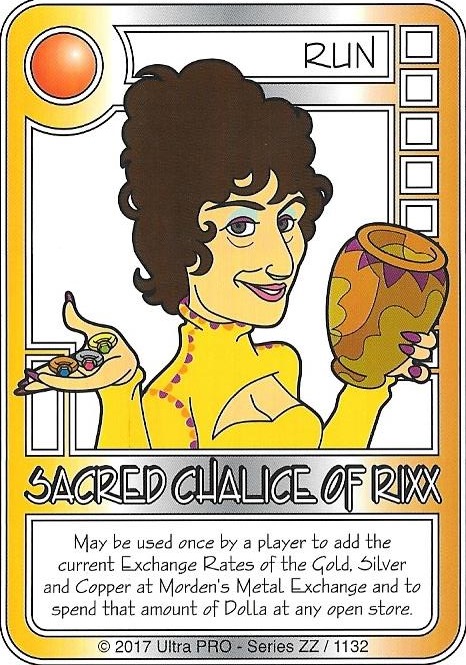 RUN
SACRED CHALICE OF RIXX
May be used once by a player to add the
current Exchange Rates of the Gold, Silver
and Copper at Morden's Metal Exchange and to
spend that amount of Dolla at any open store.
© 2017 Ultra PRO - Series ZZ / 1132